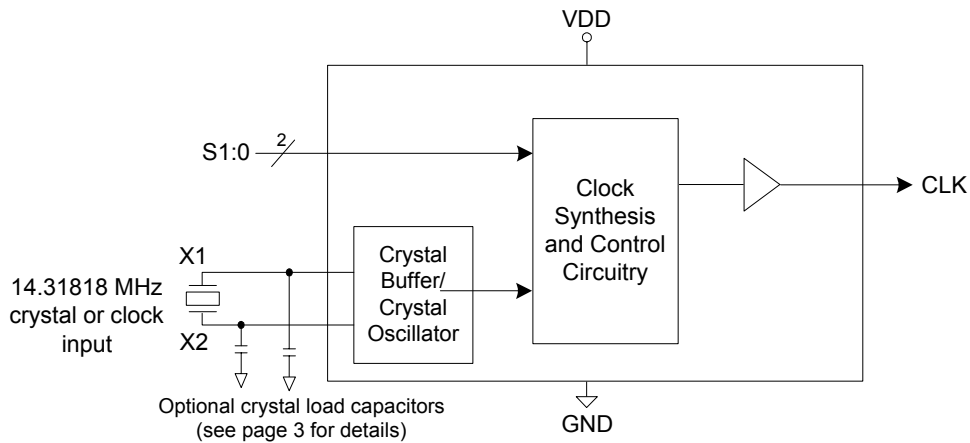 VDD
2
S1:0
Clock
Synthesis
and Control
Circuitry
CLK
X1
Crystal
Buffer/
Crystal
Oscillator
14.31818 MHz
crystal or clock
input
X2
Optional crystal load capacitors
(see page 3 for details)
GND